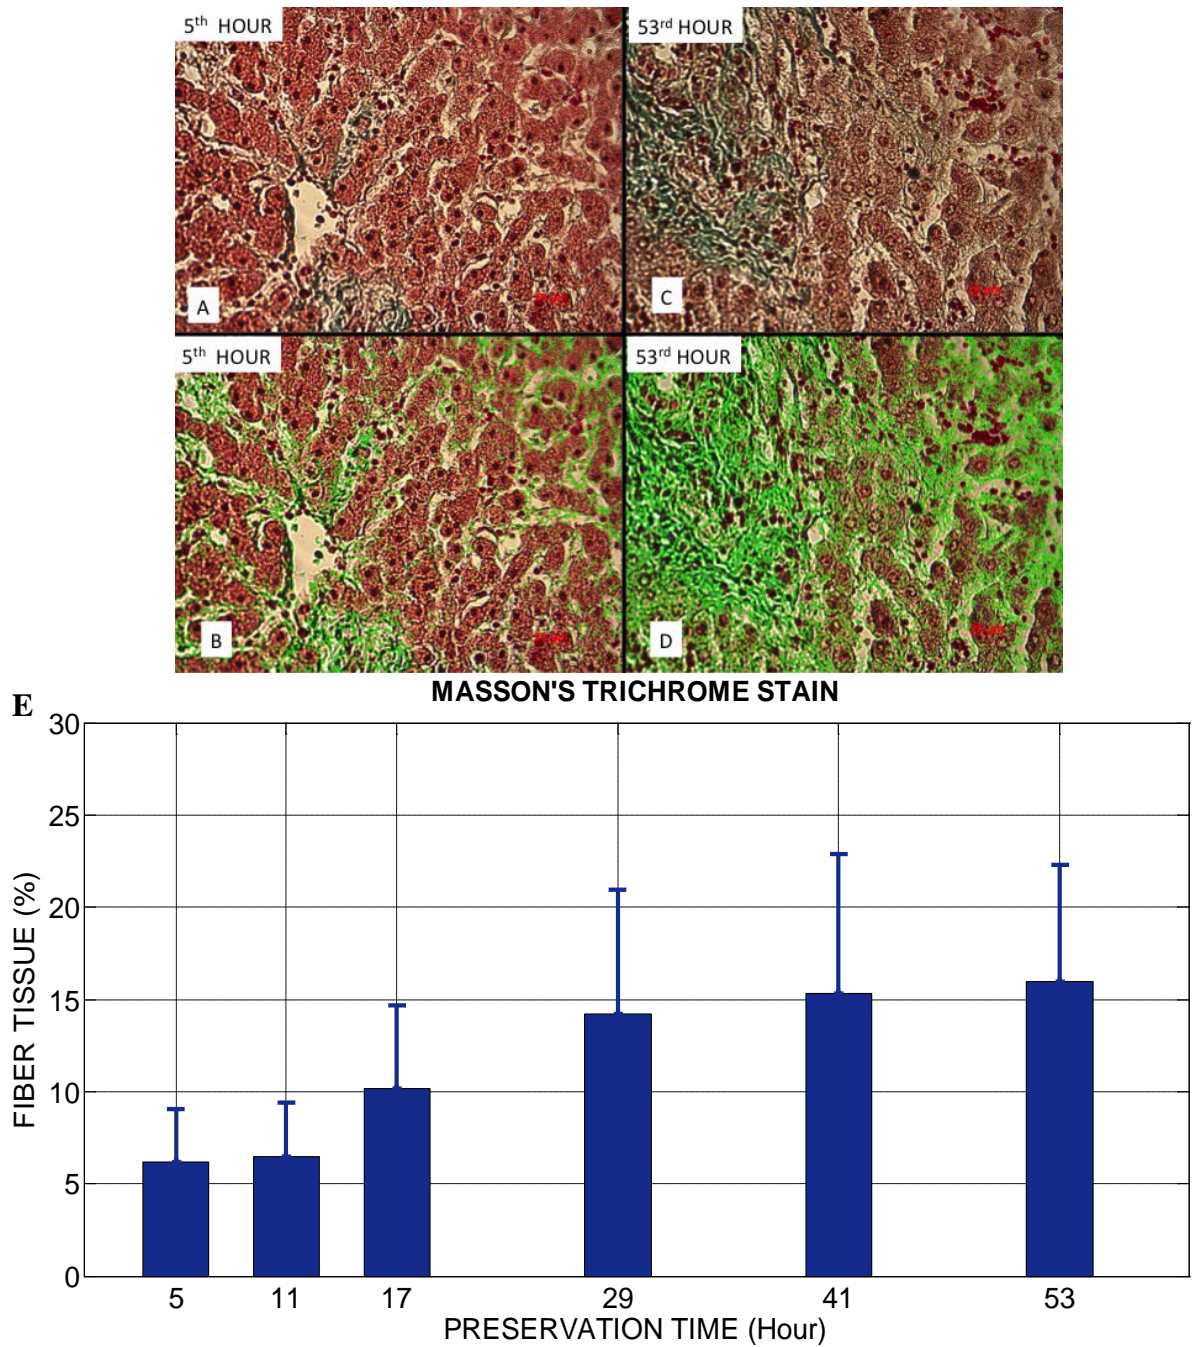 5th HOUR
53rd HOUR
A
C
5th HOUR
53rd HOUR
B
D
MASSON'S TRICHROME STAIN
E
30
25
20
15
10
5
0
FIBER TISSUE (%)
5 11 17 29 41 53
PRESERVATION TIME (Hour)